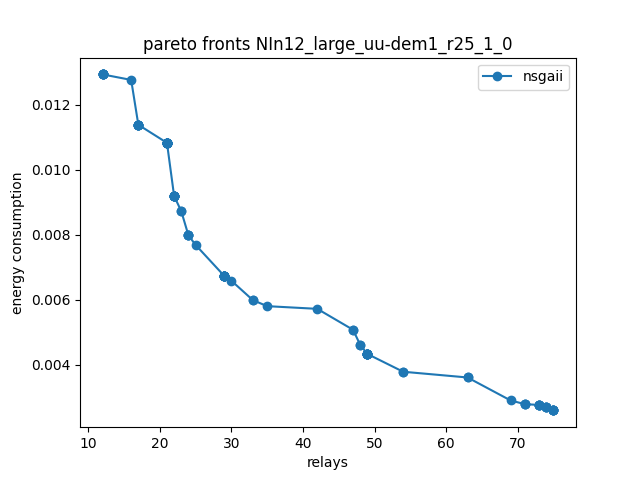 pareto fronts NIn12_large_uu-dem1_r25_1_0
nsgaii
0.012
0.010
0.008
0.006
0.004
energy consumption
10 20 30 40 50 60 70
relays